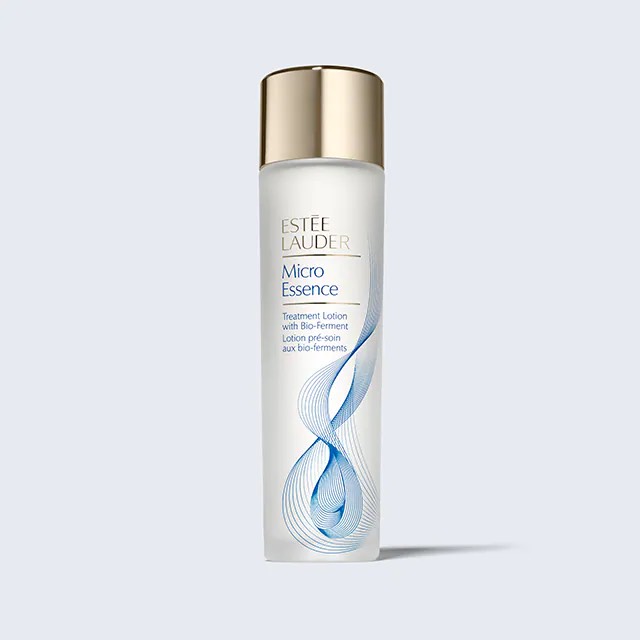 ESTĒE
LAUDER
Micro
Essence
Treatment Lotion
with Bio-Ferment
Lotion pré-soin
aux bio-ferments